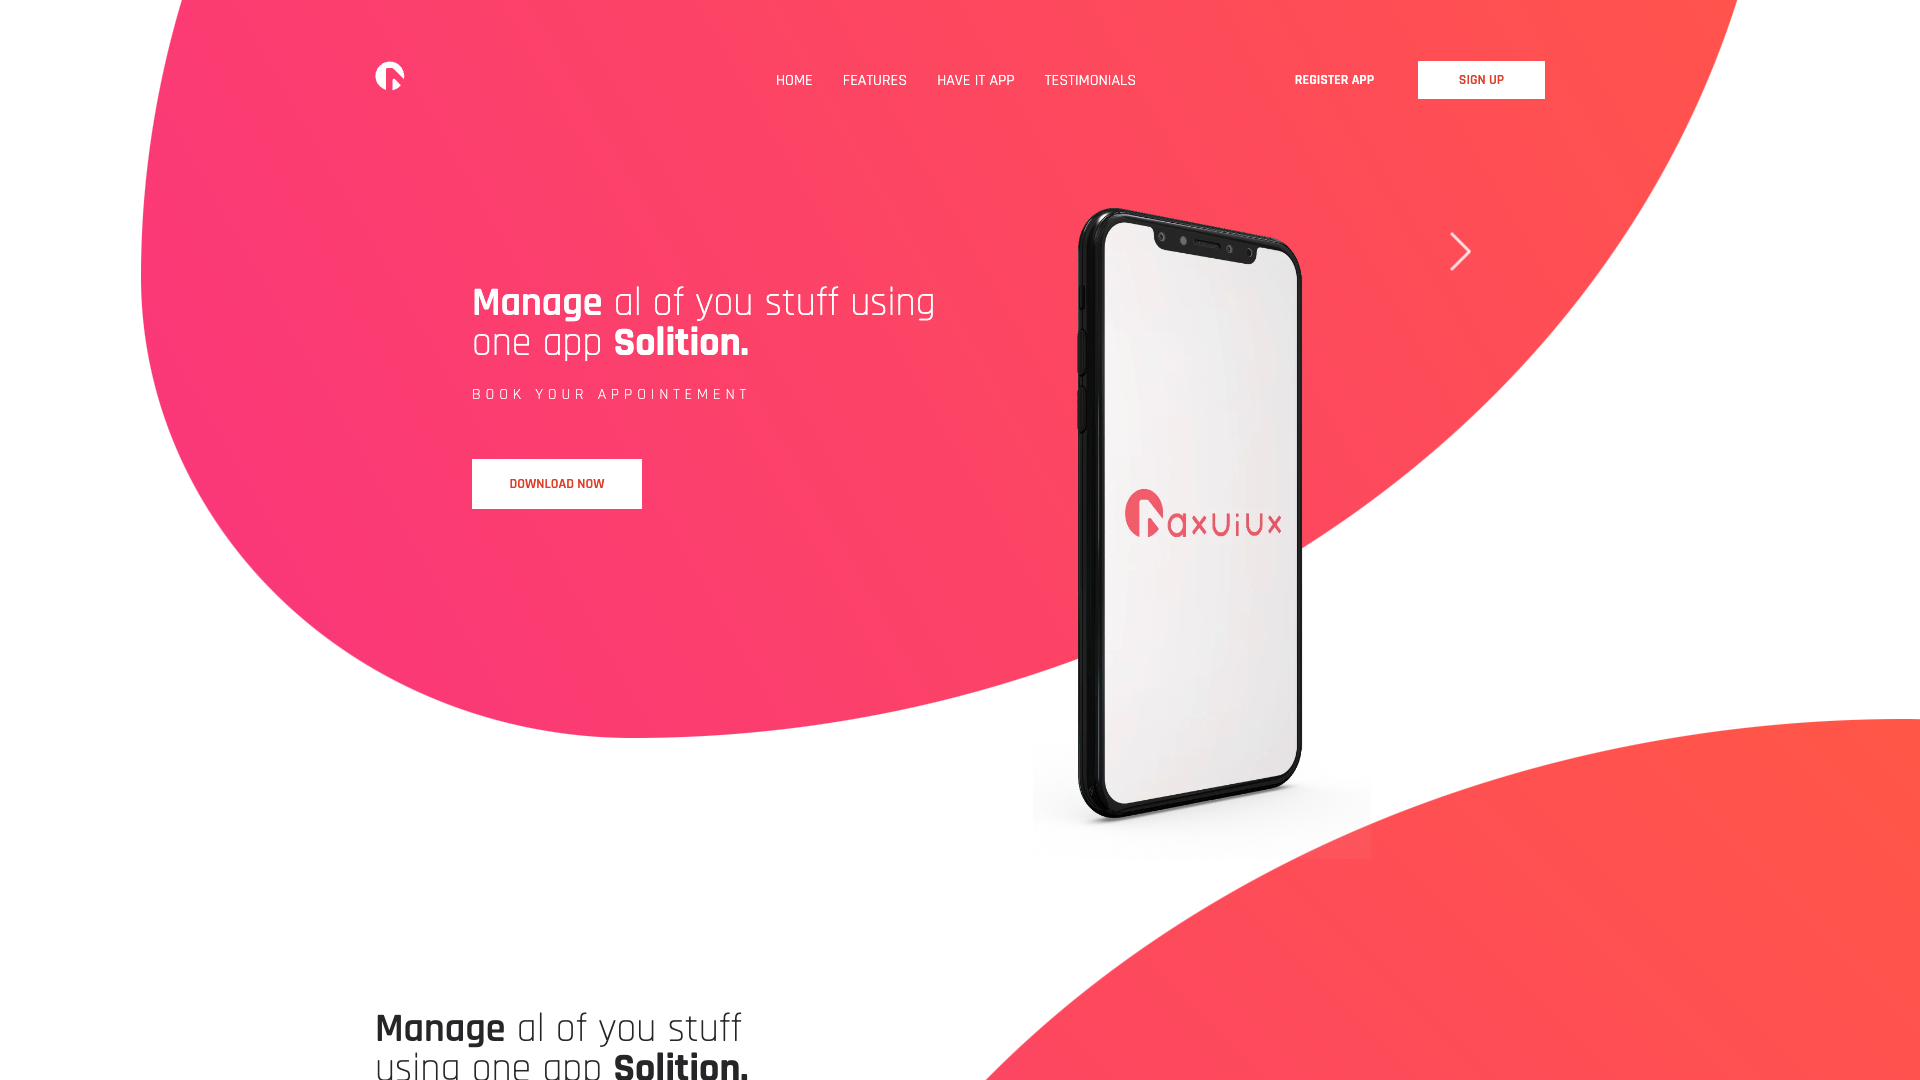 HOME FEATURES HAVE IT APP TESTIMONIALS REGISTER APP SIGN UP
Manage al of you stuff using
one app Solition.
BOOK YOUR APPOINTEMENT
DOWNLOAD NOW
axUiUx
Manage al of you stuff
using one app Solition.